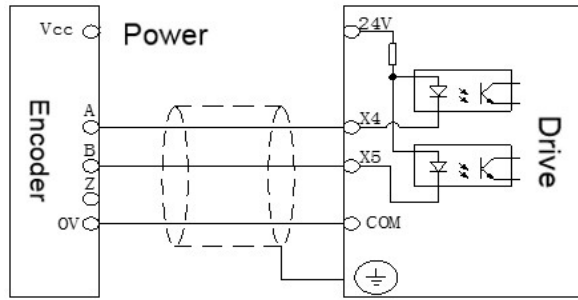 Vcc
Power
24V
Encoder
A
X4
B
X5
Z
0V
COM
Drive